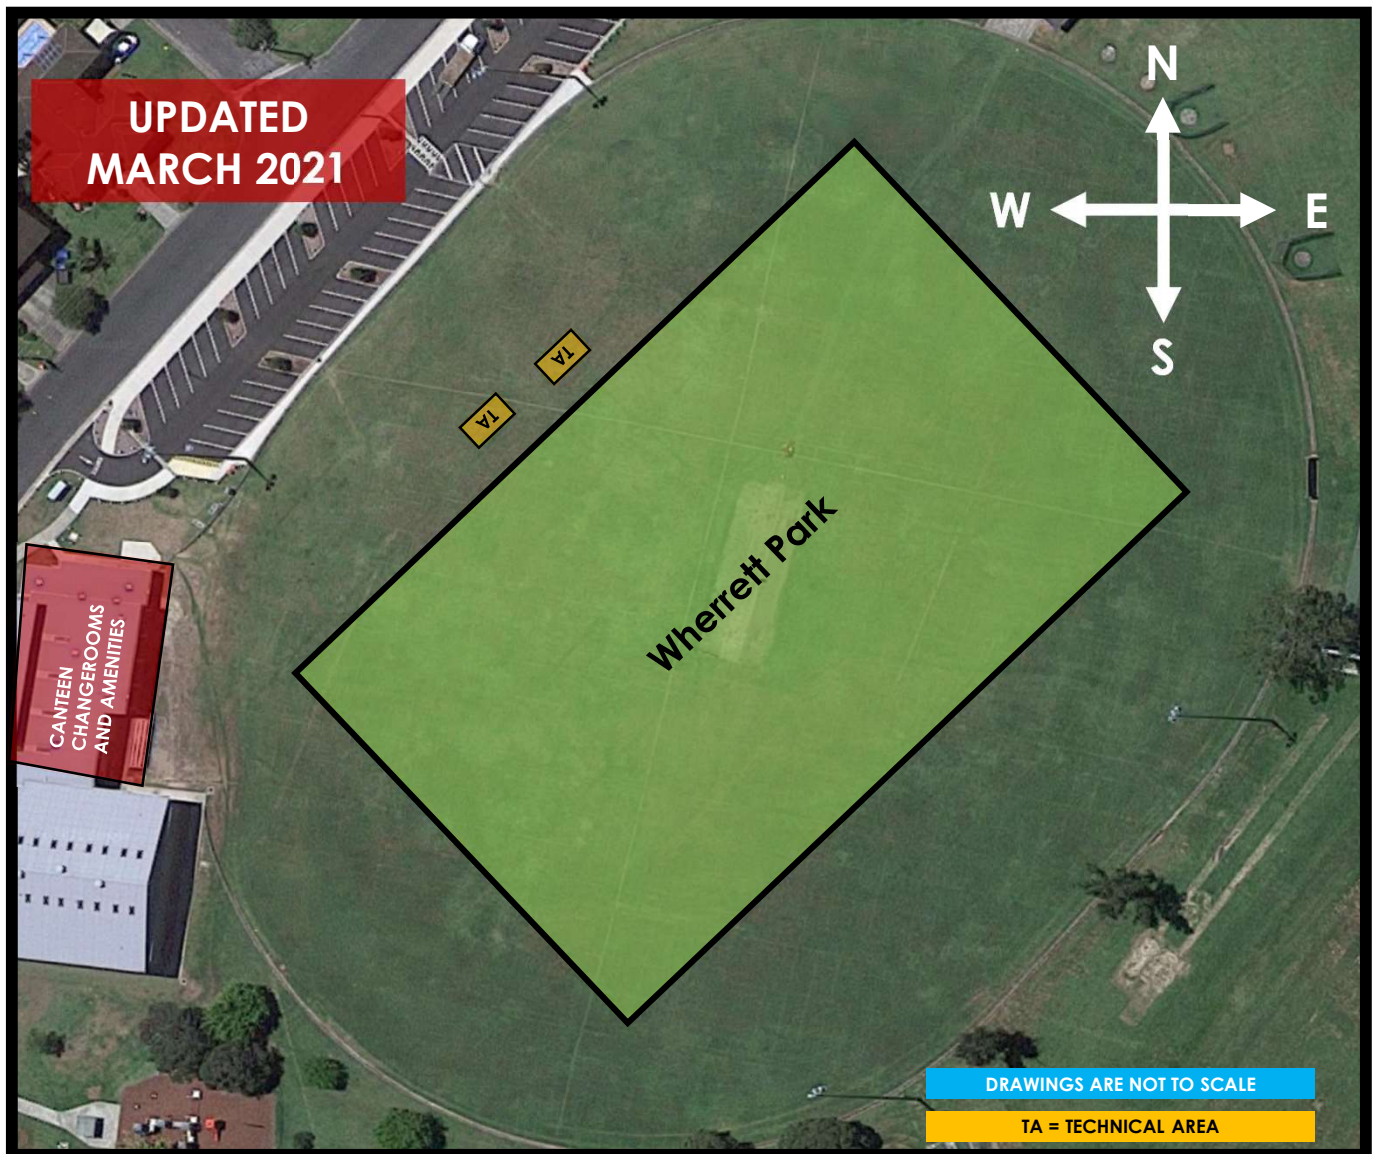 UPDATED
MARCH 2021
N
W
E
S
TA
TA
Wherrett Park
CANTEEN
CHANGEROOMS
AND AMENITIES
DRAWINGS ARE NOT TO SCALE
TA = TECHNICAL AREA